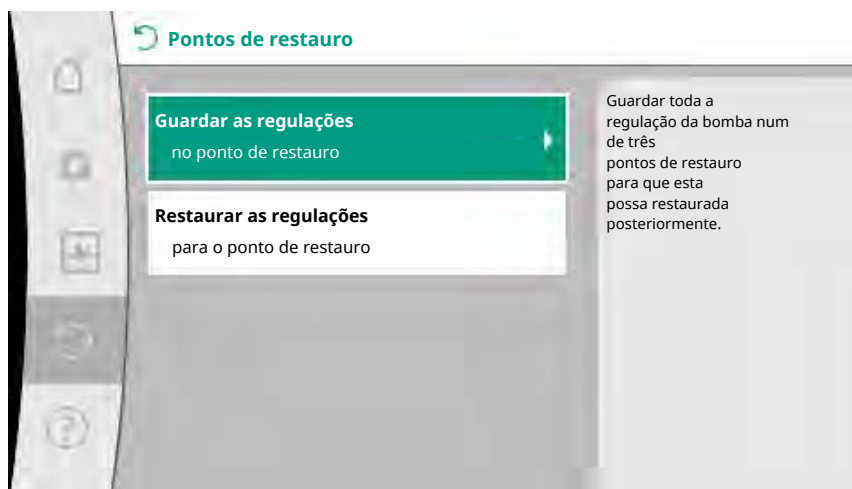 Pontos de restauro
Guardar as regulações
no ponto de restauro
Restaurar as regulações
para o ponto de restauro
Guardar toda a
regulação da bomba num
de três
pontos de restauro
para que esta
possa restaurada
posteriormente.